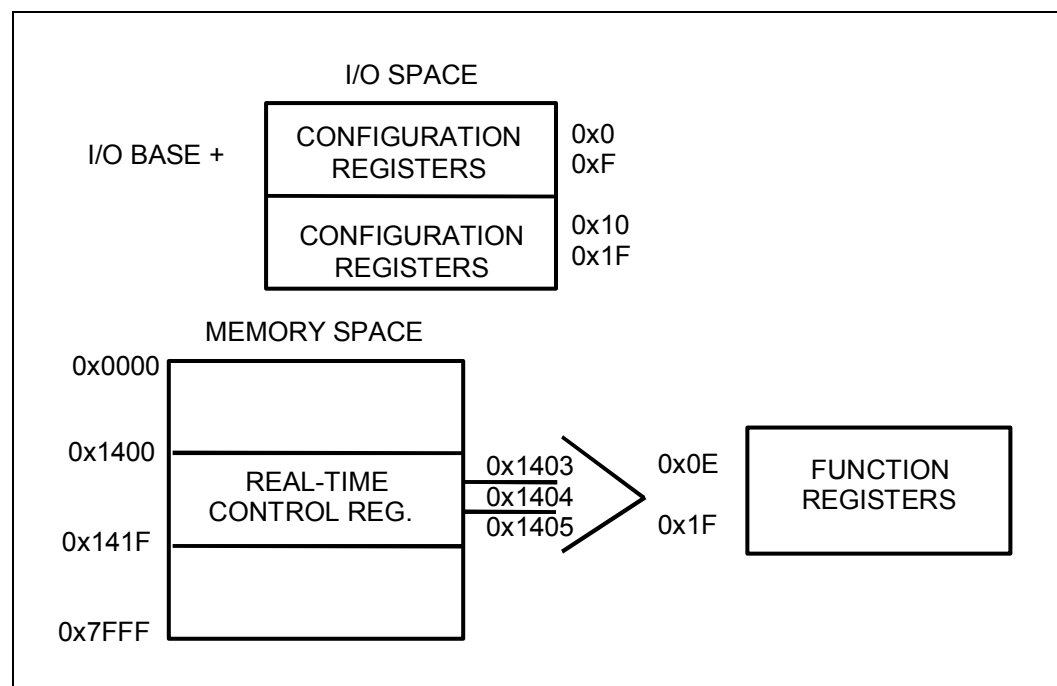 I/O SPACE
I/O BASE +
CONFIGURATION
REGISTERS
0x0
0xF
CONFIGURATION
REGISTERS
0x10
0x1F
MEMORY SPACE
0x0000
0x1400
REAL-TIME
CONTROL REG.
0x141F
0x7FFF
0x1403
0x1404
0x1405
0x0E
0x1F
FUNCTION
REGISTERS